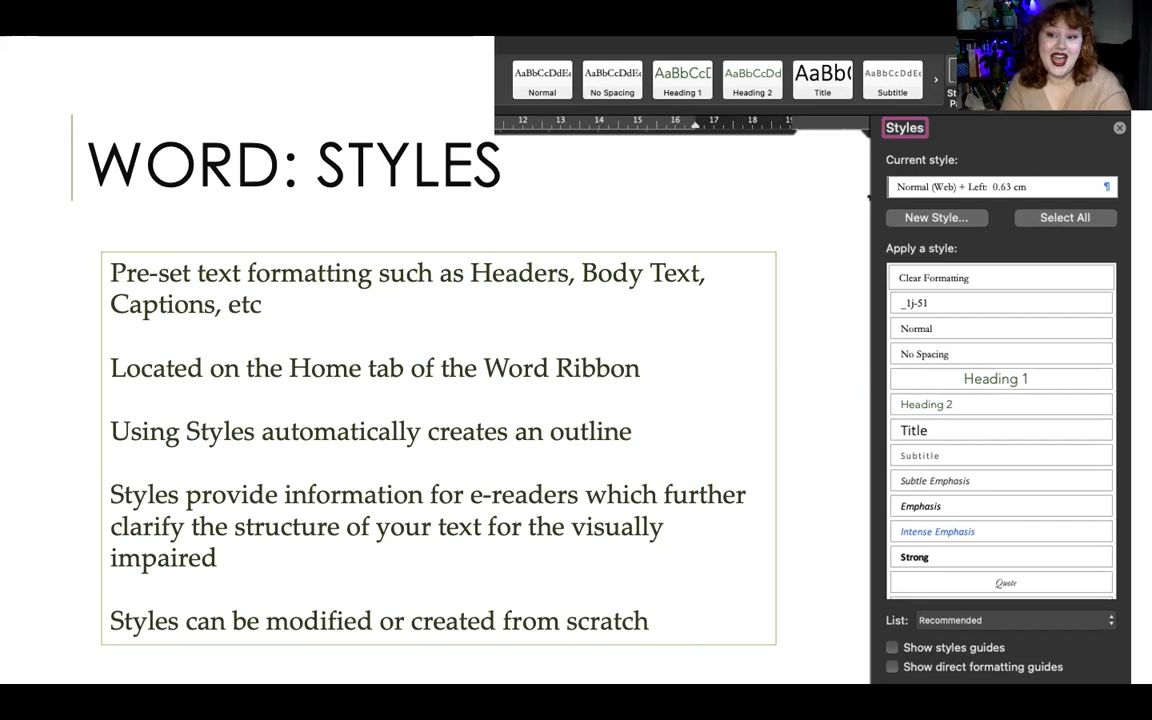 AaBbCcDdEe AaBbCcDdEe AaBbCcD AaBbCcDd AaBb( AaBbCcDdEe
Normal No Spacing Heading 1 Heading 2 Title Subtitle
12 13 14 15 16 17 18
Styles
Current style:
Normal (Web) + Left: 0.63 cm ¶
New Style... Select All
Apply a style:
Clear Formatting
_1j-51
Normal
No Spacing
Heading 1
Heading 2
Title
Subtitle
Subtle Emphasis
Emphasis
Intense Emphasis
Strong
Quote
List: Recommended
Show styles guides
Show direct formatting guides
WORD: STYLES
Pre-set text formatting such as Headers, Body Text,
Captions, etc
Located on the Home tab of the Word Ribbon
Using Styles automatically creates an outline
Styles provide information for e-readers which further
clarify the structure of your text for the visually
impaired
Styles can be modified or created from scratch